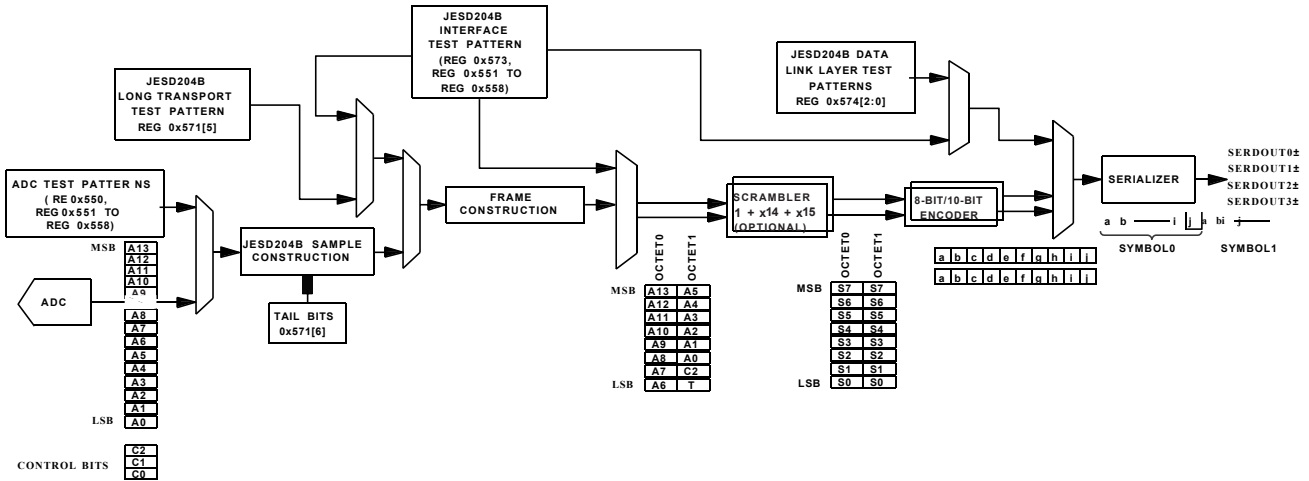 JESD204B
INTERFACE
TEST PATTERN
(REG 0x573,
REG 0x551 TO
REG 0x558)
JESD204B DATA
LINK LAYER TEST
PATTERNS
REG 0x574[2:0]
JESD204B
LONG TRANSPORT
TEST PATTERN
REG 0x571[5]
ADC TEST PATTER NS
( RE 0x550,
REG 0x551 TO
REG 0x558)
FRAME
CONSTRUCTION
SCRAMBLER
1 + x14 + x15
(OPTIONAL)
8-BIT/10-BIT
ENCODER
SERIALIZER
SERDOUT0±
SERDOUT1±
SERDOUT2±
SERDOUT3±
a b i j a bi j
SYMBOL0 SYMBOL1
JESD204B SAMPLE
CONSTRUCTION
TAIL BITS
0x571[6]
ADC
MSB A13
A12
A11
A10
A9
A8
A7
A6
A5
A4
A3
A2
A1
LSB A0
C2
CONTROL BITS C1
C0
OCTET0 OCTET1
MSB A13 A5
A12 A4
A11 A3
A10 A2
A9 A1
A8 A0
A7 C2
LSB A6 T
OCTET0 OCTET1
MSB S7 S7
S6 S6
S5 S5
S4 S4
S3 S3
S2 S2
S1 S1
LSB S0 S0
a b c d e f g h i j
a b c d e f g h i j